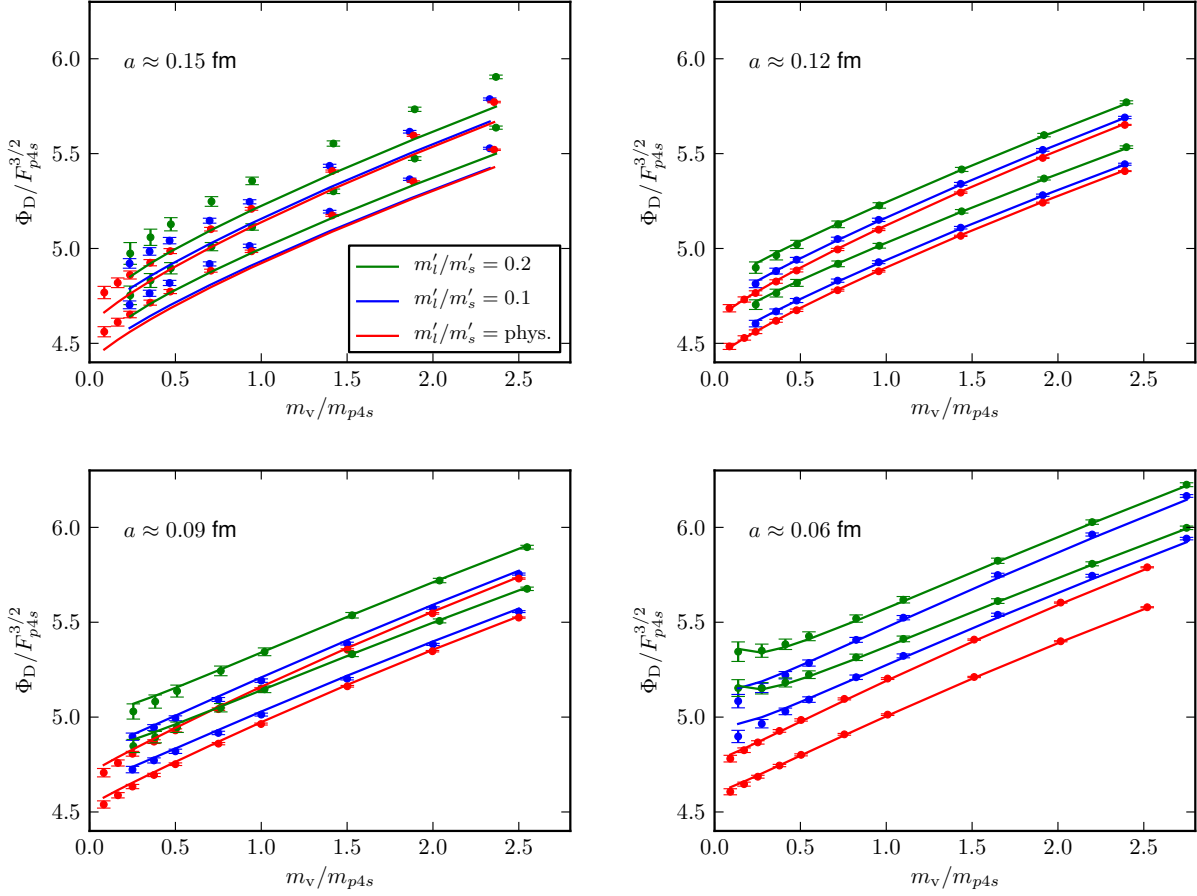 6.0
5.5
5.0
4.5
Φ_D/F_{p4s}^{3/2}
a ≈ 0.15 fm
m′_l/m′_s = 0.2
m′_l/m′_s = 0.1
m′_l/m′_s = phys.
0.0 0.5 1.0 1.5 2.0 2.5
m_v/m_{p4s}
6.0
5.5
5.0
4.5
Φ_D/F_{p4s}^{3/2}
a ≈ 0.12 fm
0.0 0.5 1.0 1.5 2.0 2.5
m_v/m_{p4s}
6.0
5.5
5.0
4.5
Φ_D/F_{p4s}^{3/2}
a ≈ 0.09 fm
0.0 0.5 1.0 1.5 2.0 2.5
m_v/m_{p4s}
6.0
5.5
5.0
4.5
Φ_D/F_{p4s}^{3/2}
a ≈ 0.06 fm
0.0 0.5 1.0 1.5 2.0 2.5
m_v/m_{p4s}